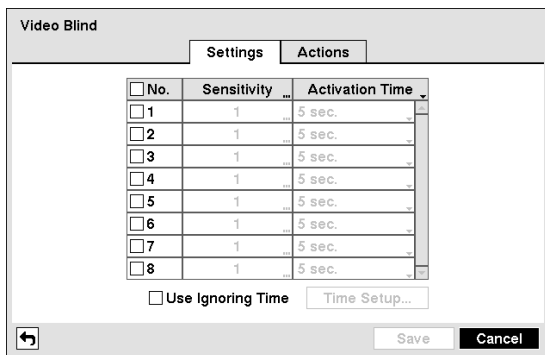 Video Blind
Settings Actions
No. Sensitivity ... Activation Time
1 1 ... 5 sec.
2 1 ... 5 sec.
3 1 ... 5 sec.
4 1 ... 5 sec.
5 1 ... 5 sec.
6 1 ... 5 sec.
7 1 ... 5 sec.
8 1 ... 5 sec.
Use Ignoring Time Time Setup...
Save Cancel